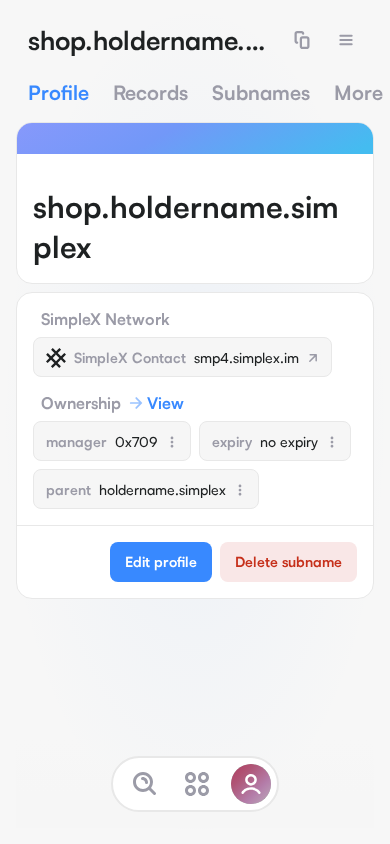 shop.holdername....
Profile Records Subnames More
shop.holdername.sim
plex
SimpleX Network
SimpleX Contact smp4.simplex.im
Ownership View
manager 0x709 expiry no expiry
parent holdername.simplex
Edit profile Delete subname